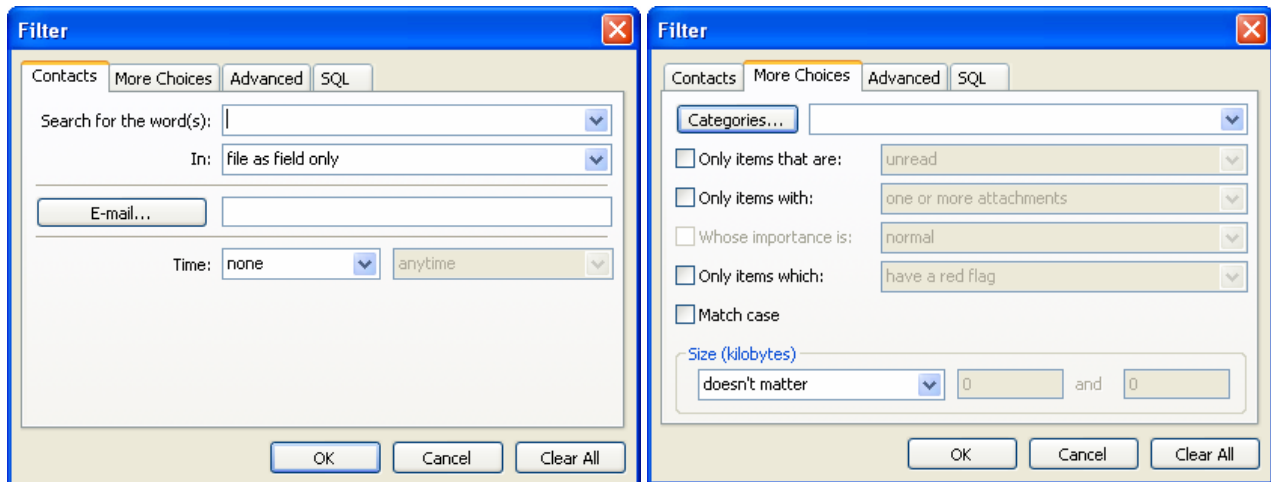 Filter
Contacts More Choices Advanced SQL
Search for the word(s):
In: file as field only
E-mail...
Time: none anytime
OK Cancel Clear All
Filter
Contacts More Choices Advanced SQL
Categories...
Only items that are: unread
Only items with: one or more attachments
Whose importance is: normal
Only items which: have a red flag
Match case
Size (kilobytes)
doesn't matter 0 and 0
OK Cancel Clear All